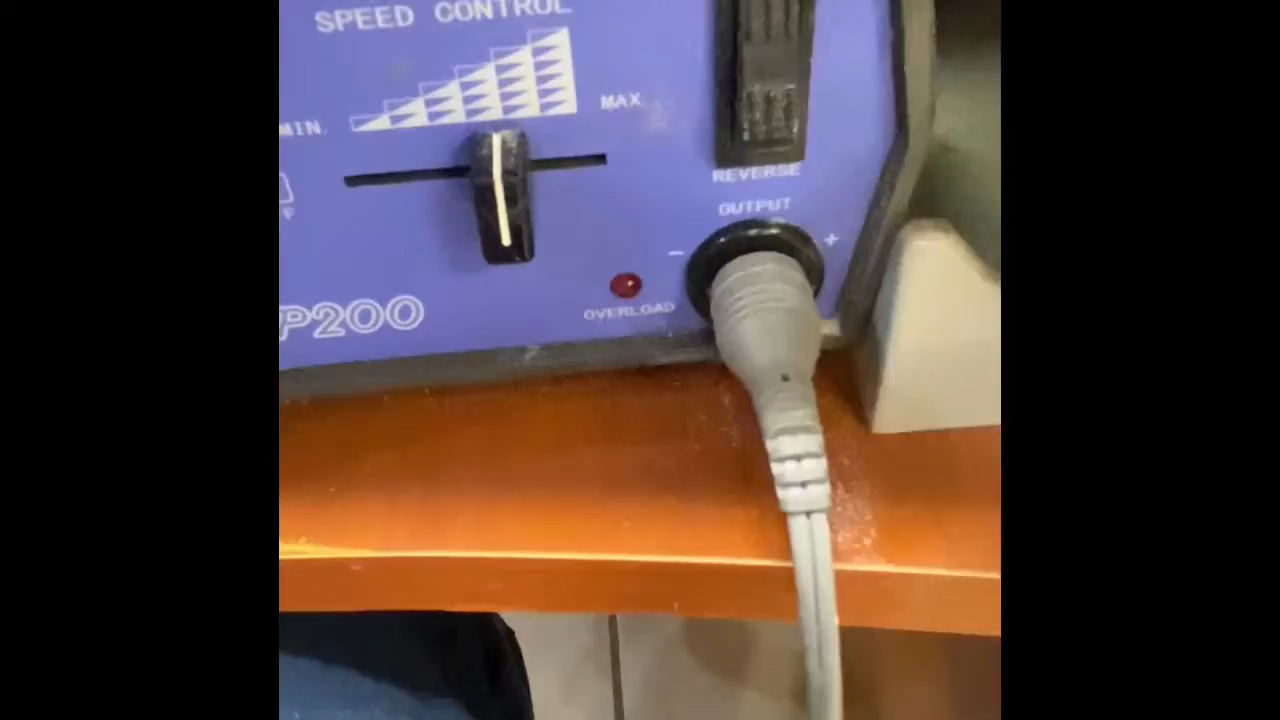 SPEED CONTROL
MIN.
MAX.
REVERSE
OUTPUT
− +
OVERLOAD
P200